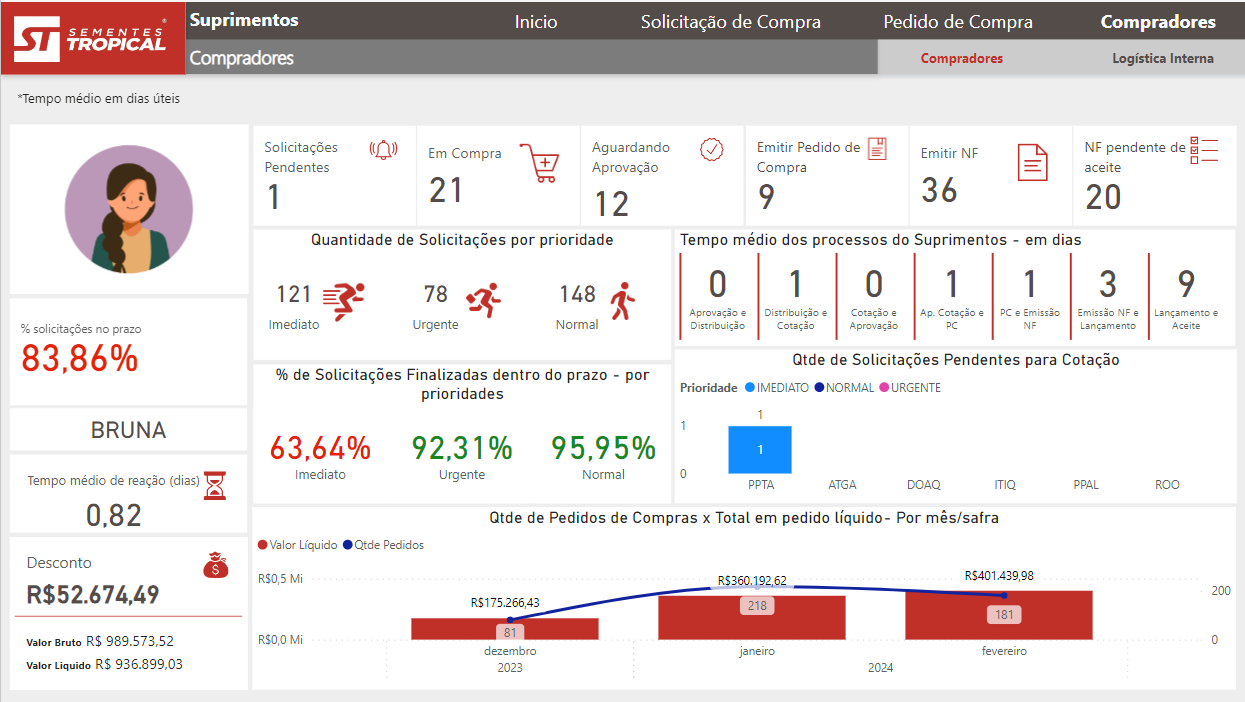 ST SEMENTES TROPICAL ®
Suprimentos
Inicio
Solicitação de Compra
Pedido de Compra
Compradores
Compradores
Compradores
Logística Interna
*Tempo médio em dias úteis
% solicitações no prazo
83,86%
BRUNA
Tempo médio de reação (dias)
0,82
Desconto
$
R$52.674,49
Valor Bruto R$ 989.573,52
Valor Liquido R$ 936.899,03
Solicitações
Pendentes
1
Em Compra
21
Aguardando
Aprovação
12
Emitir Pedido de
Compra
9
Emitir NF
36
NF pendente de
aceite
20
Quantidade de Solicitações por prioridade
121
Imediato
78
Urgente
148
Normal
% de Solicitações Finalizadas dentro do prazo - por
prioridades
63,64%
Imediato
92,31%
Urgente
95,95%
Normal
Tempo médio dos processos do Suprimentos - em dias
0
Aprovação e
Distribuição
1
Distribuição e
Cotação
0
Cotação e
Aprovação
1
Ap. Cotação e
PC
1
PC e Emissão
NF
3
Emissão NF e
Lançamento
9
Lançamento e
Aceite
Qtde de Solicitações Pendentes para Cotação
Prioridade IMEDIATO NORMAL URGENTE
1
1
1
0
PPTA ATGA DOAQ ITIQ PPAL ROO
Qtde de Pedidos de Compras x Total em pedido líquido- Por mês/safra
Valor Líquido Qtde Pedidos
R$0,5 Mi
R$0,0 Mi
R$175.266,43
R$360.192,62
R$401.439,98
81
218
181
200
0
dezembro janeiro fevereiro
2023 2024